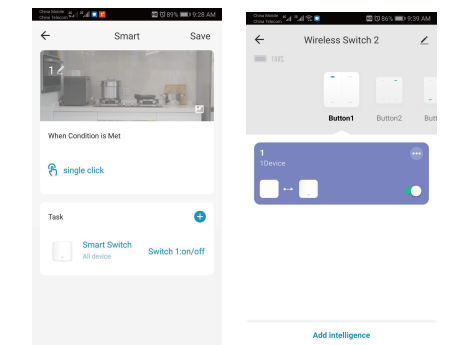 China Mobile
China Telecom
89% 9:28 AM
Smart
Save
1
When Condition is Met
single click
Task
Smart Switch
All device
Switch 1:on/off
China Mobile
China Telecom
86% 9:39 AM
Wireless Switch 2
Button1
Button2
Butt
1
1Device
Add intelligence